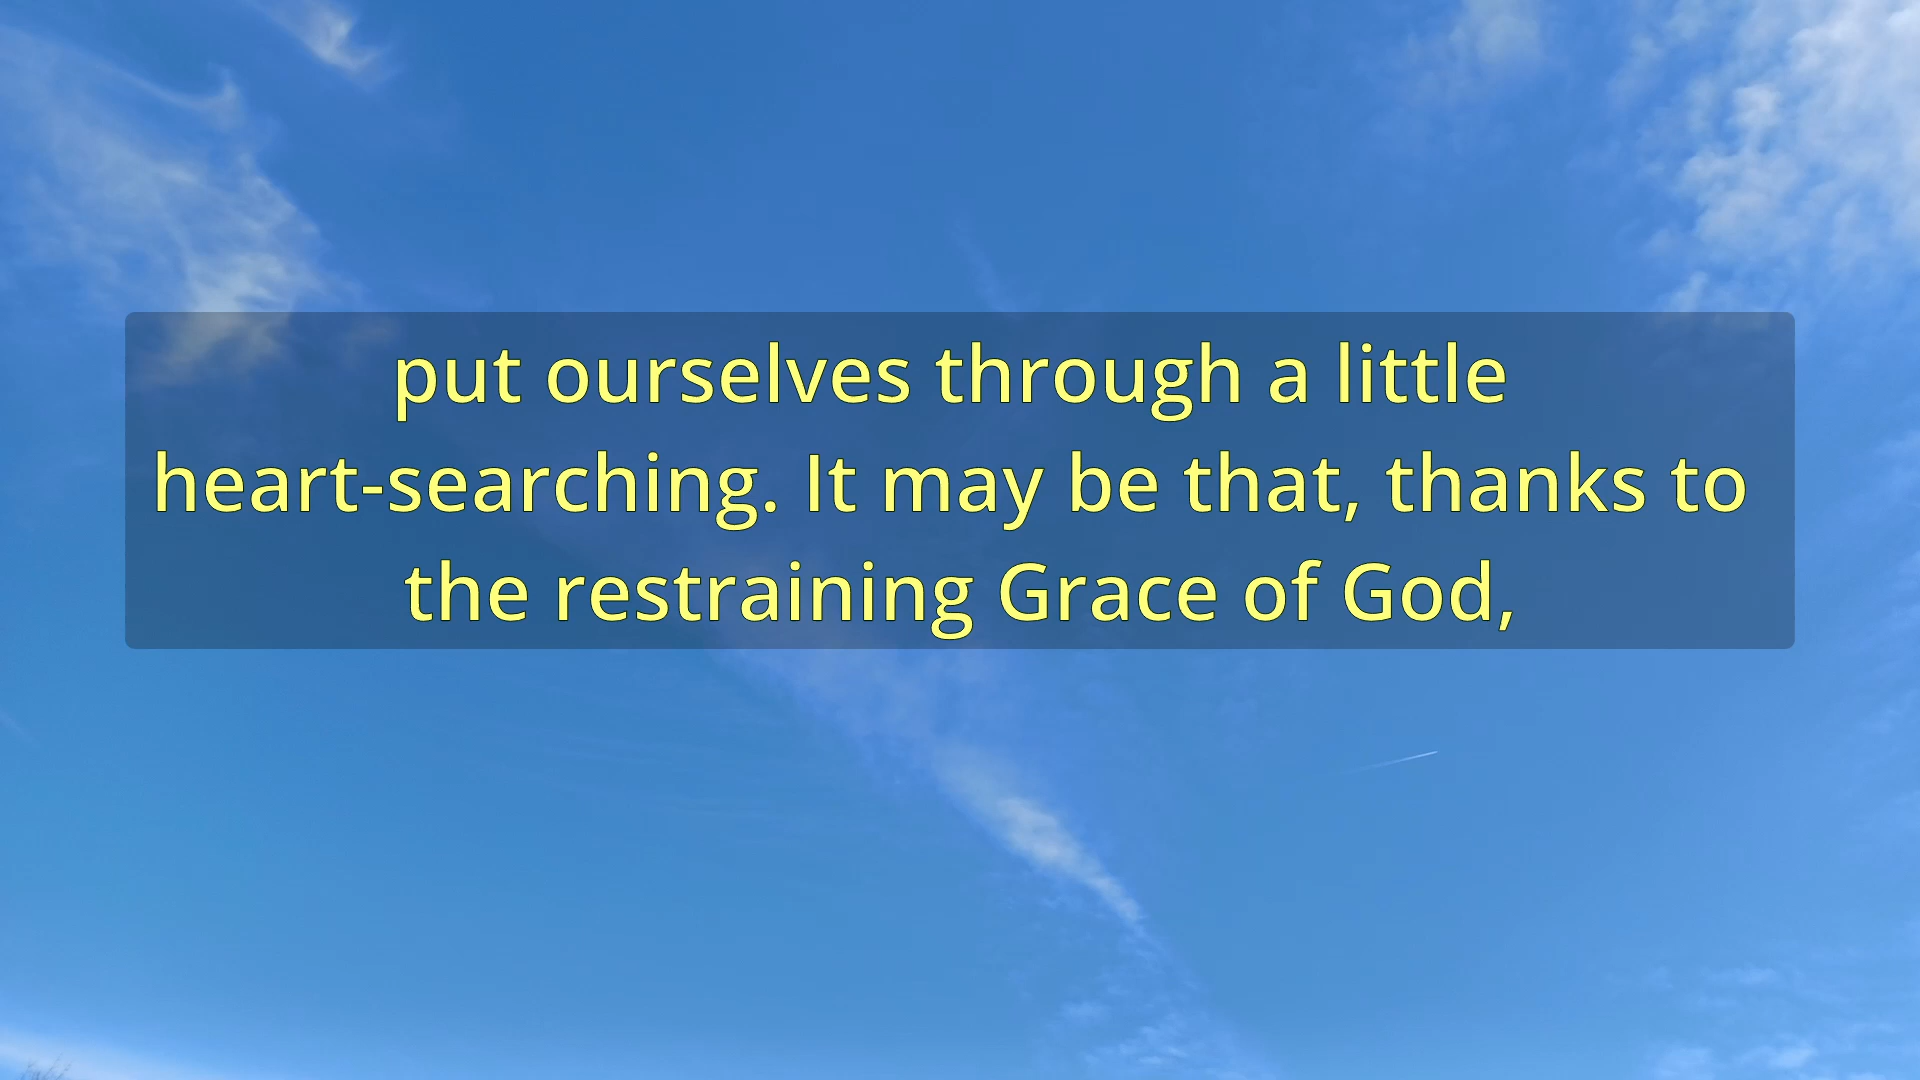 put ourselves through a little
heart-searching. It may be that, thanks to
the restraining Grace of God,